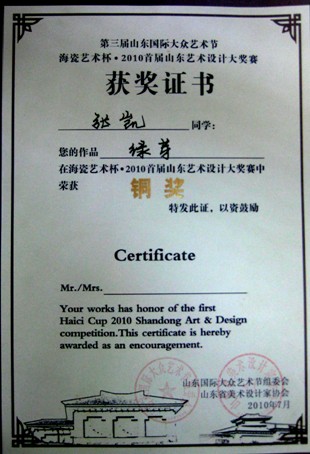 第三届山东国际大众艺术节
海瓷艺术杯·2010首届山东艺术设计大奖赛
获奖证书
张凯 同学:
您的作品 绿芽
在海瓷艺术杯·2010首届山东艺术设计大奖赛中
荣获 铜奖
特发此证,以资鼓励
Certificate
Mr./Mrs.
Your works has honor of the first
Haici Cup 2010 Shandong Art & Design
competition.This certificate is hereby
awarded as an encouragement.
山东国际大众艺术节组委会
山东省美术设计家协会
2010年7月